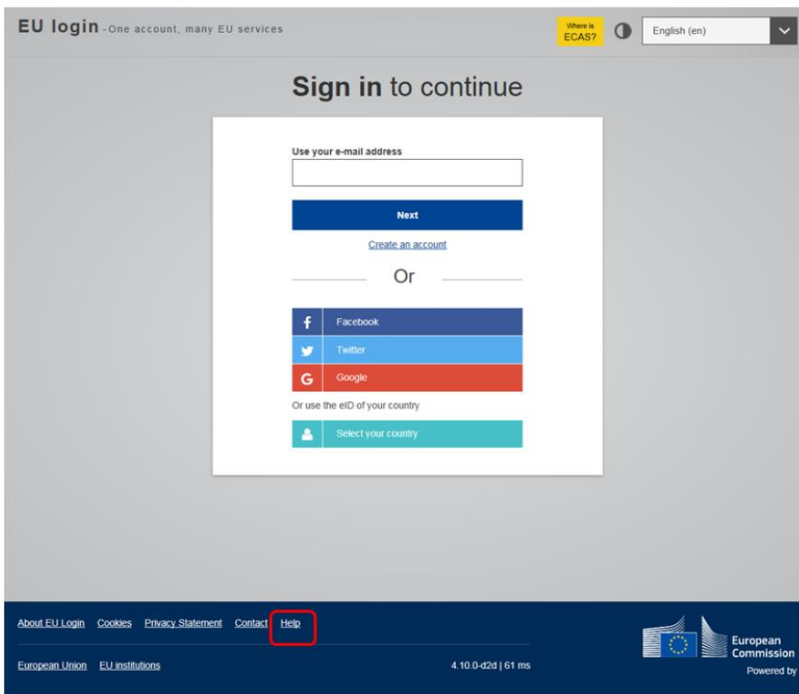 EU login - One account, many EU services
Where is
ECAS?
English (en)
Sign in to continue
Use your e-mail address
Next
Create an account
Or
Facebook
Twitter
Google
Or use the eID of your country
Select your country
About EU Login Cookies Privacy Statement Contact Help
European Union EU institutions
4.10.0-d2d | 61 ms
European
Commission
Powered by